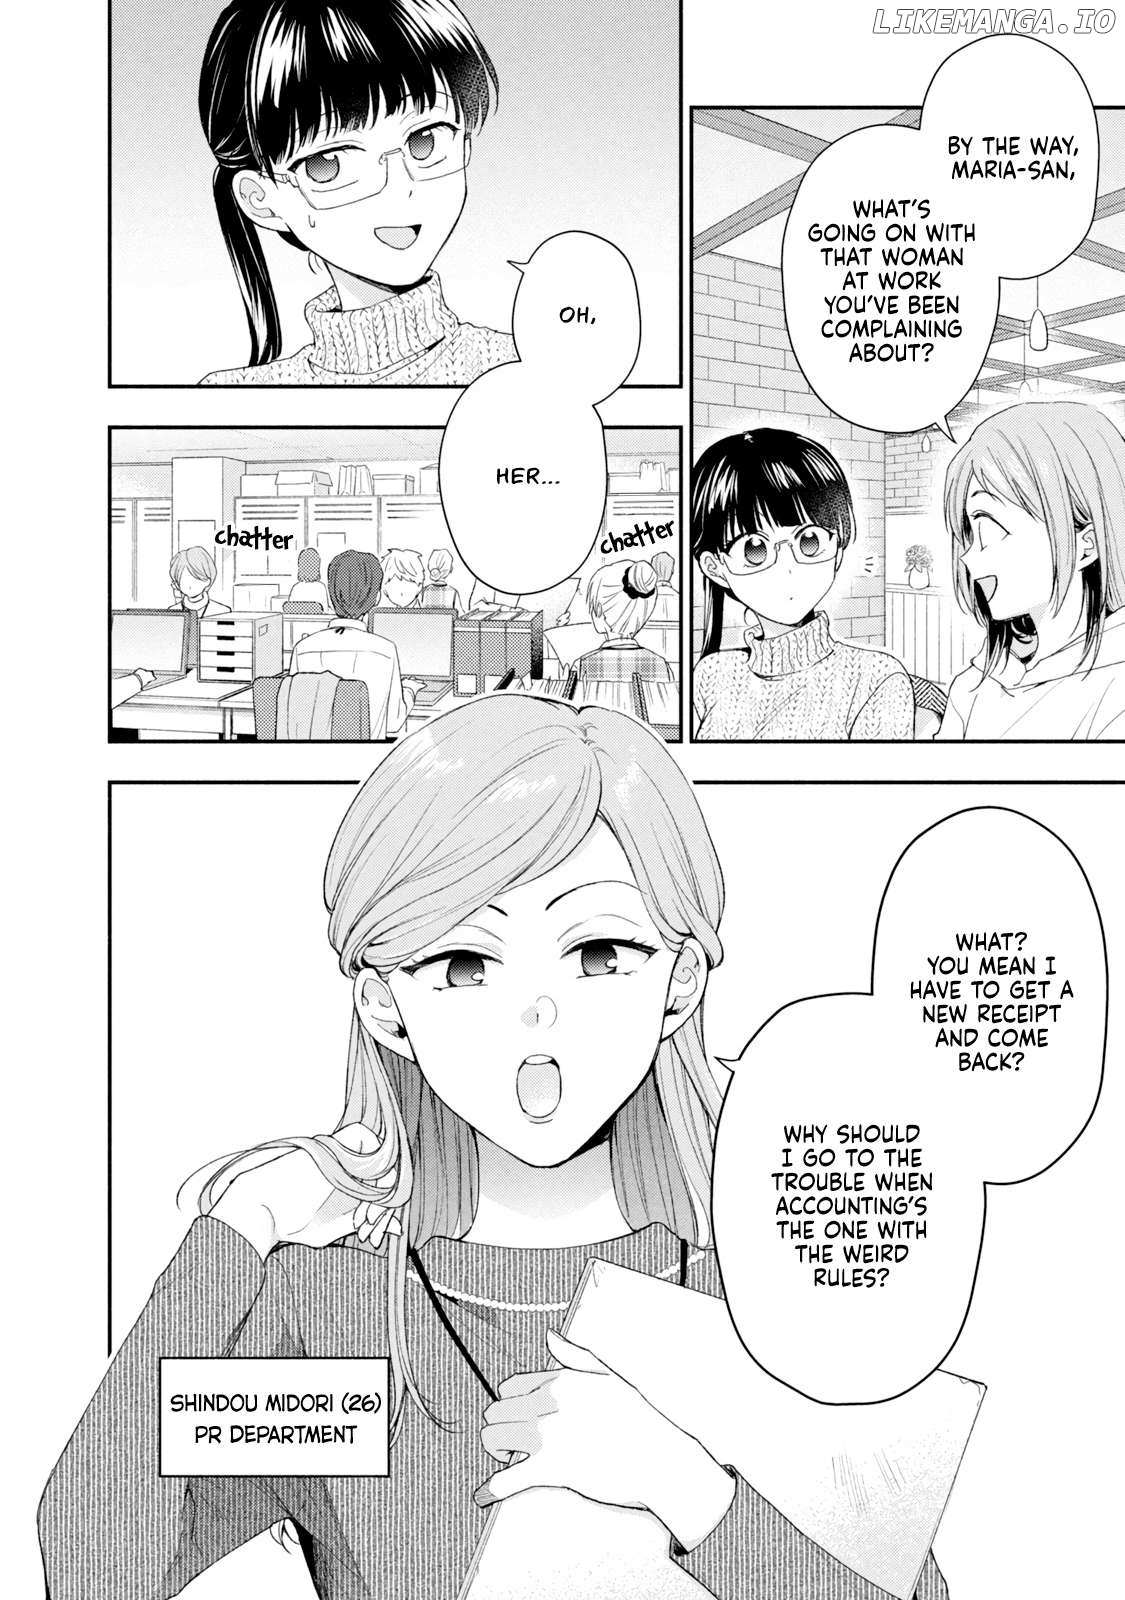 LIKEMANGA.IO
BY THE WAY,
MARIA-SAN,
WHAT'S
GOING ON WITH
THAT WOMAN
AT WORK
YOU'VE BEEN
COMPLAINING
ABOUT?
OH,
HER...
chatter
chatter
WHAT?
YOU MEAN I
HAVE TO GET A
NEW RECEIPT
AND COME
BACK?
WHY SHOULD
I GO TO THE
TROUBLE WHEN
ACCOUNTING'S
THE ONE WITH
THE WEIRD
RULES?
SHINDOU MIDORI (26)
PR DEPARTMENT